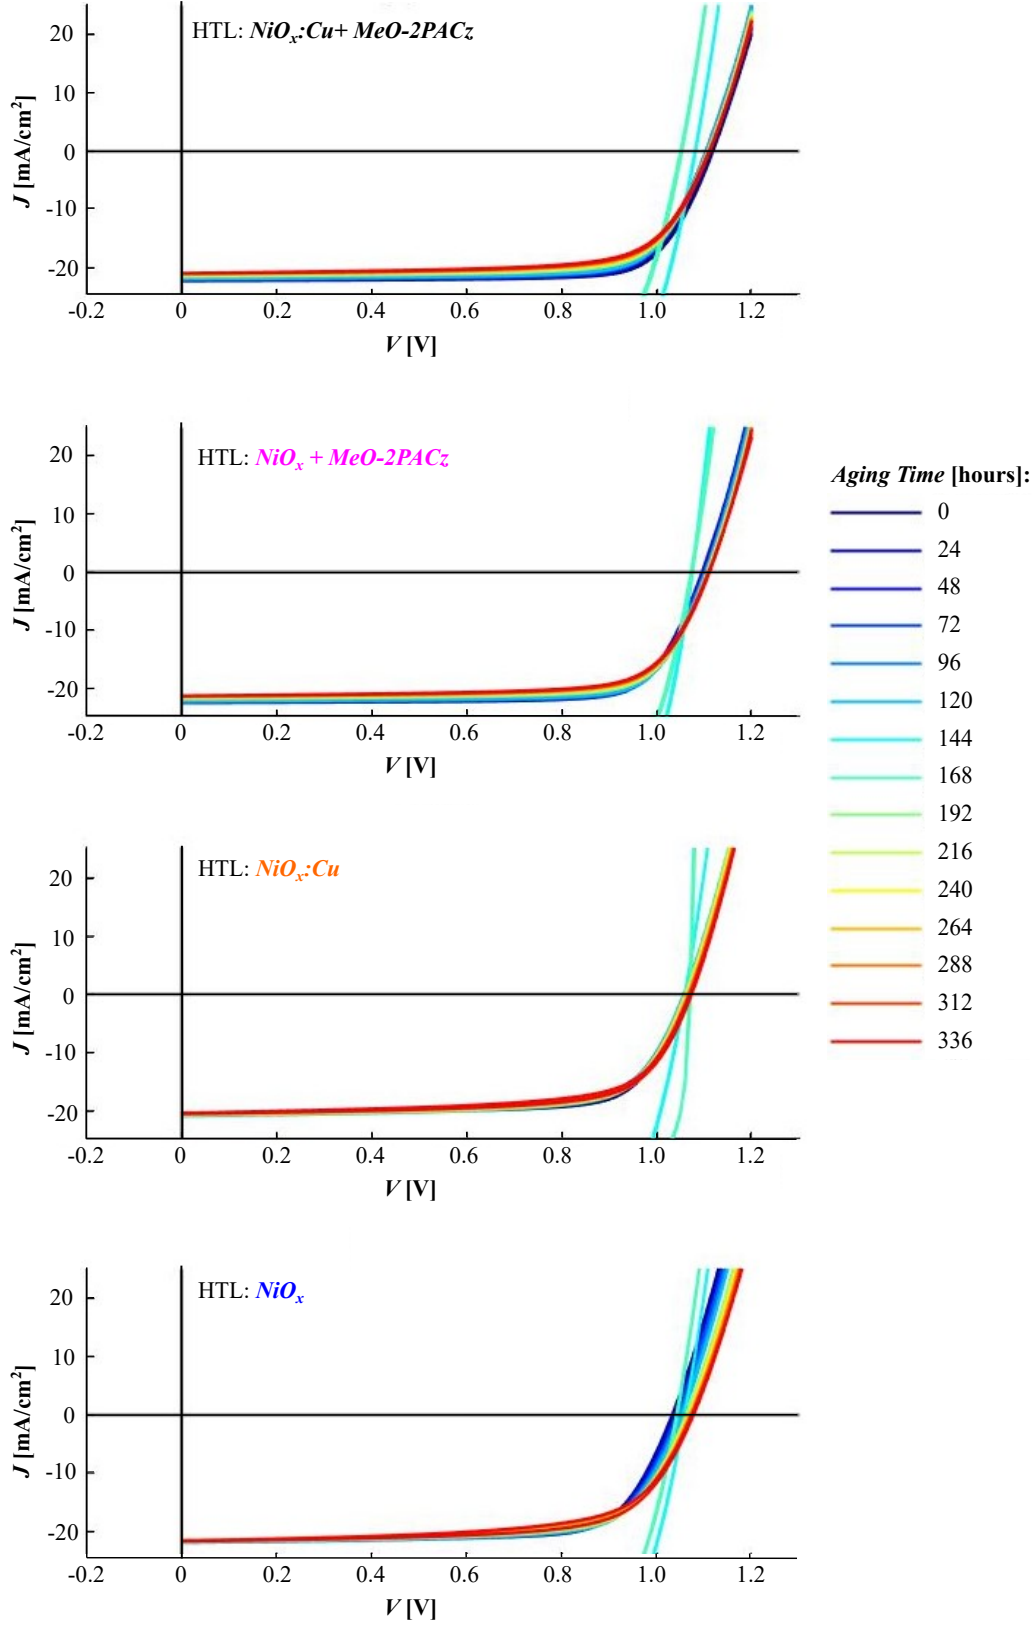 HTL: NiOx:Cu+ MeO-2PACz
20
10
0
-10
-20
J [mA/cm2]
-0.2 0 0.2 0.4 0.6 0.8 1.0 1.2
V [V]
HTL: NiOx + MeO-2PACz
20
10
0
-10
-20
J [mA/cm2]
-0.2 0 0.2 0.4 0.6 0.8 1.0 1.2
V [V]
Aging Time [hours]:
0
24
48
72
96
120
144
168
192
216
240
264
288
312
336
HTL: NiOx:Cu
20
10
0
-10
-20
J [mA/cm2]
-0.2 0 0.2 0.4 0.6 0.8 1.0 1.2
V [V]
HTL: NiOx
20
10
0
-10
-20
J [mA/cm2]
-0.2 0 0.2 0.4 0.6 0.8 1.0 1.2
V [V]